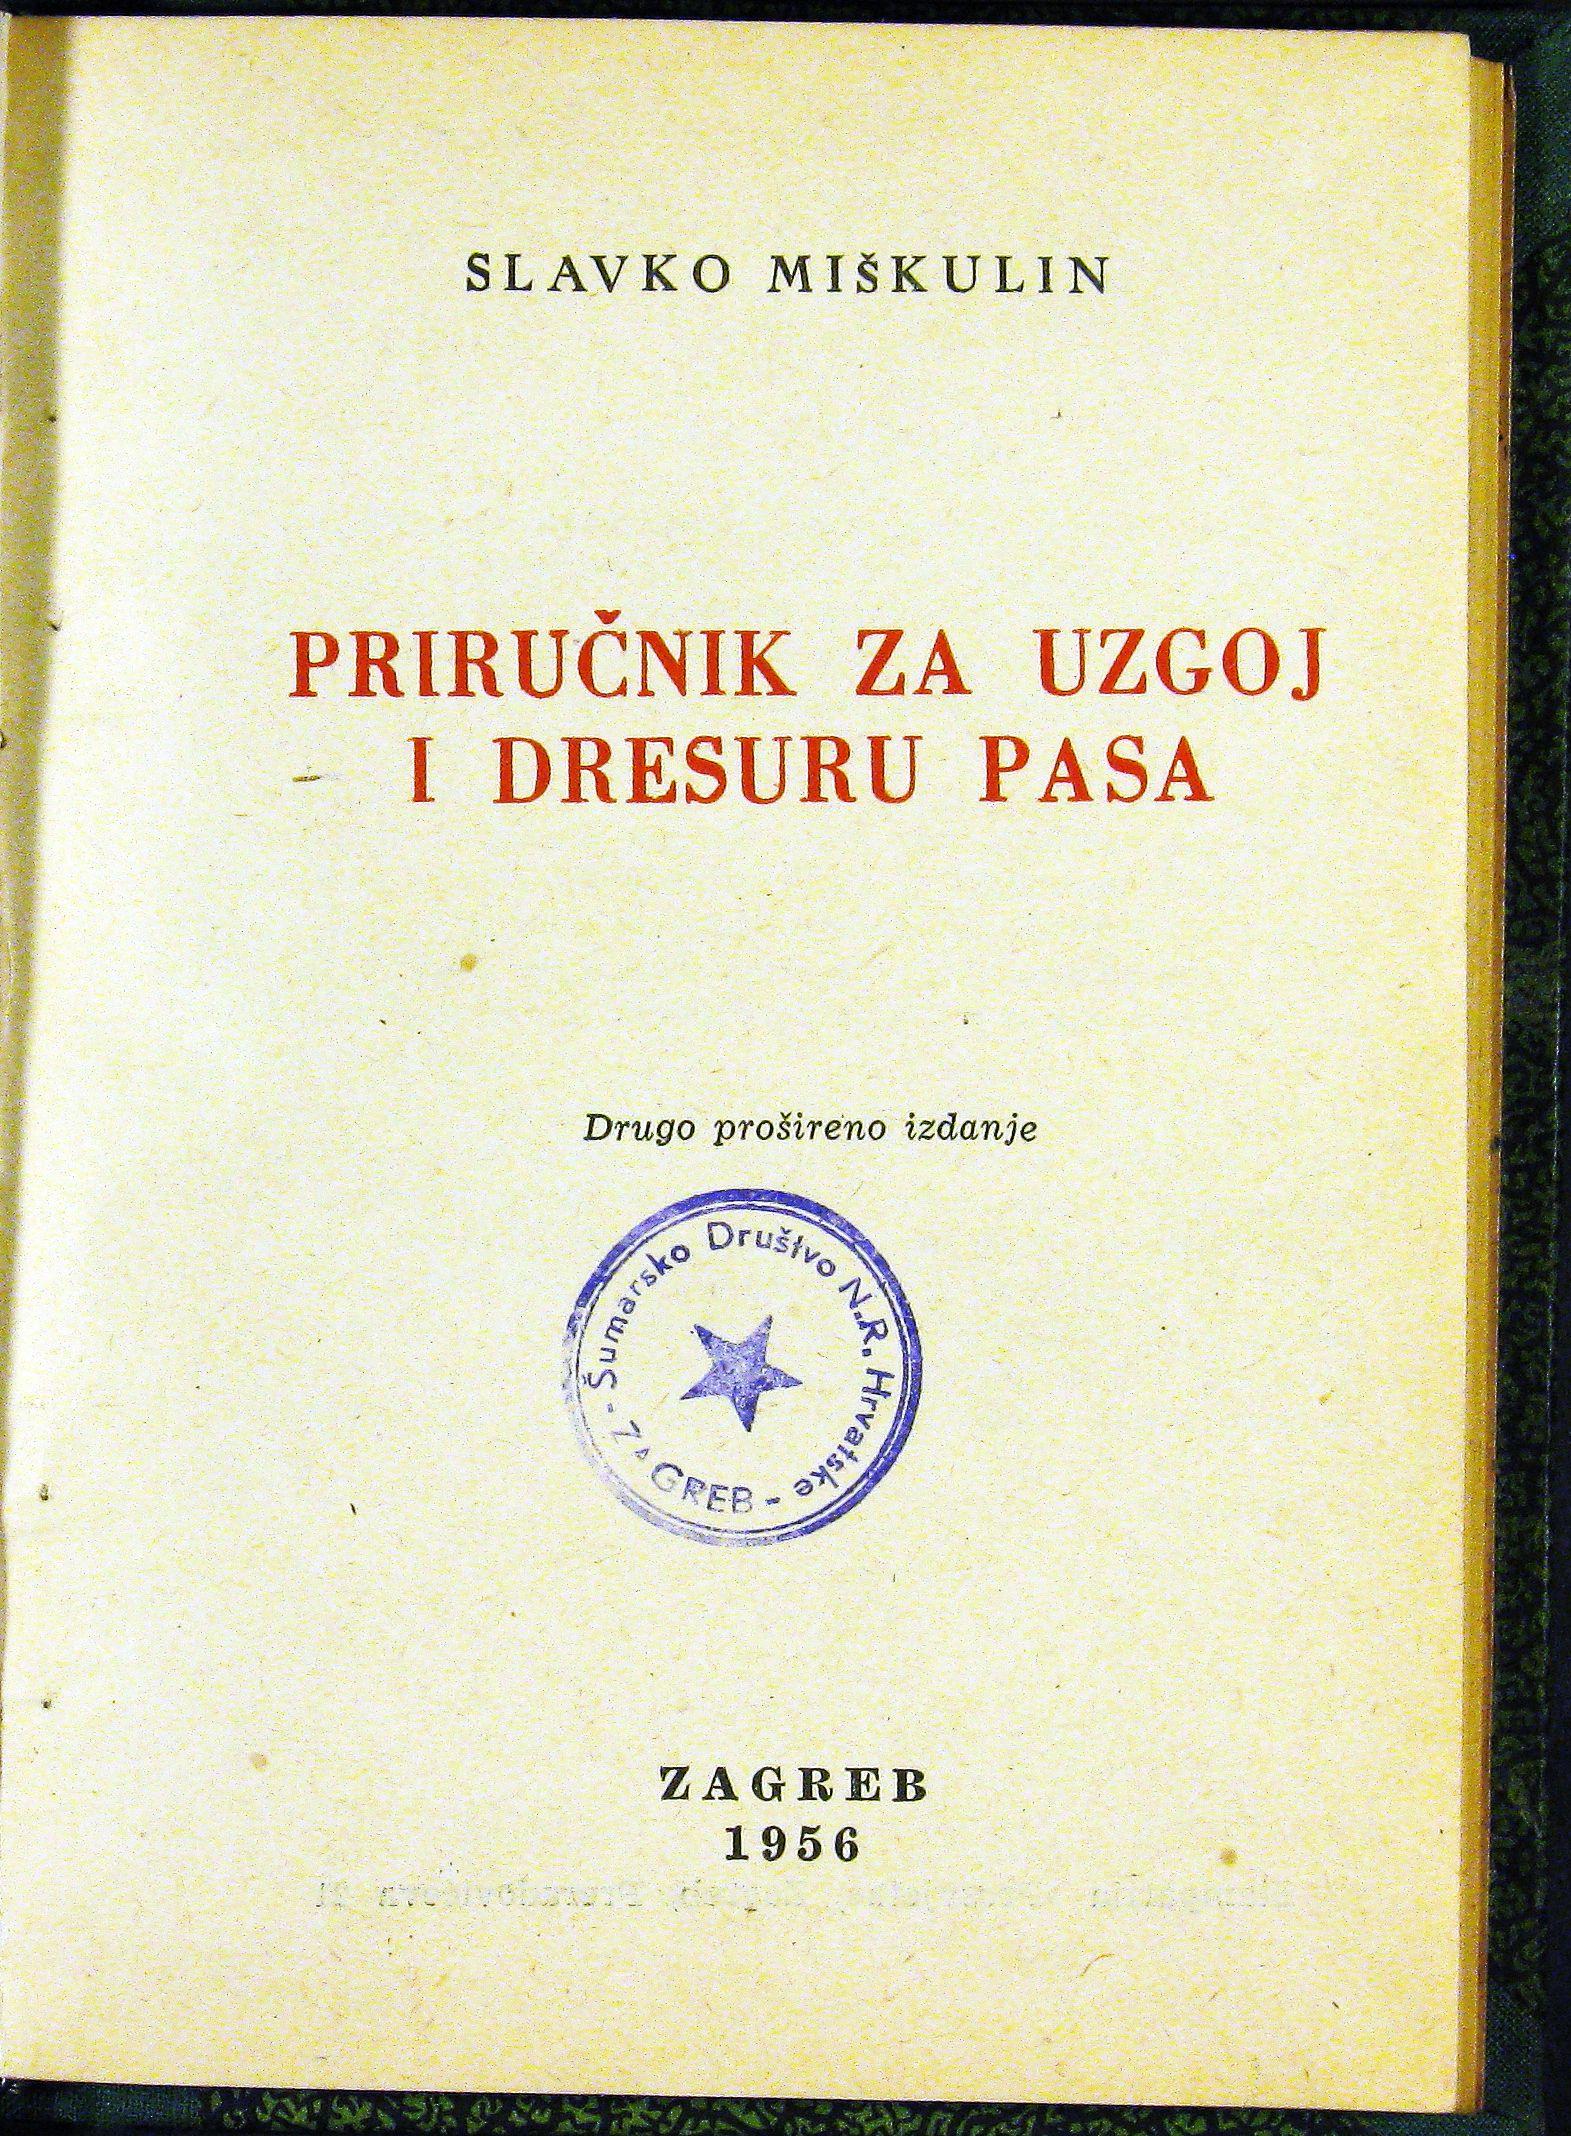 SLAVKO MIŠKULIN
PRIRUČNIK ZA UZGOJ
I DRESURU PASA
Drugo prošireno izdanje
Šumarsko Društvo N.R. Hrvatske
- ZAGREB -
ZAGREB
1956